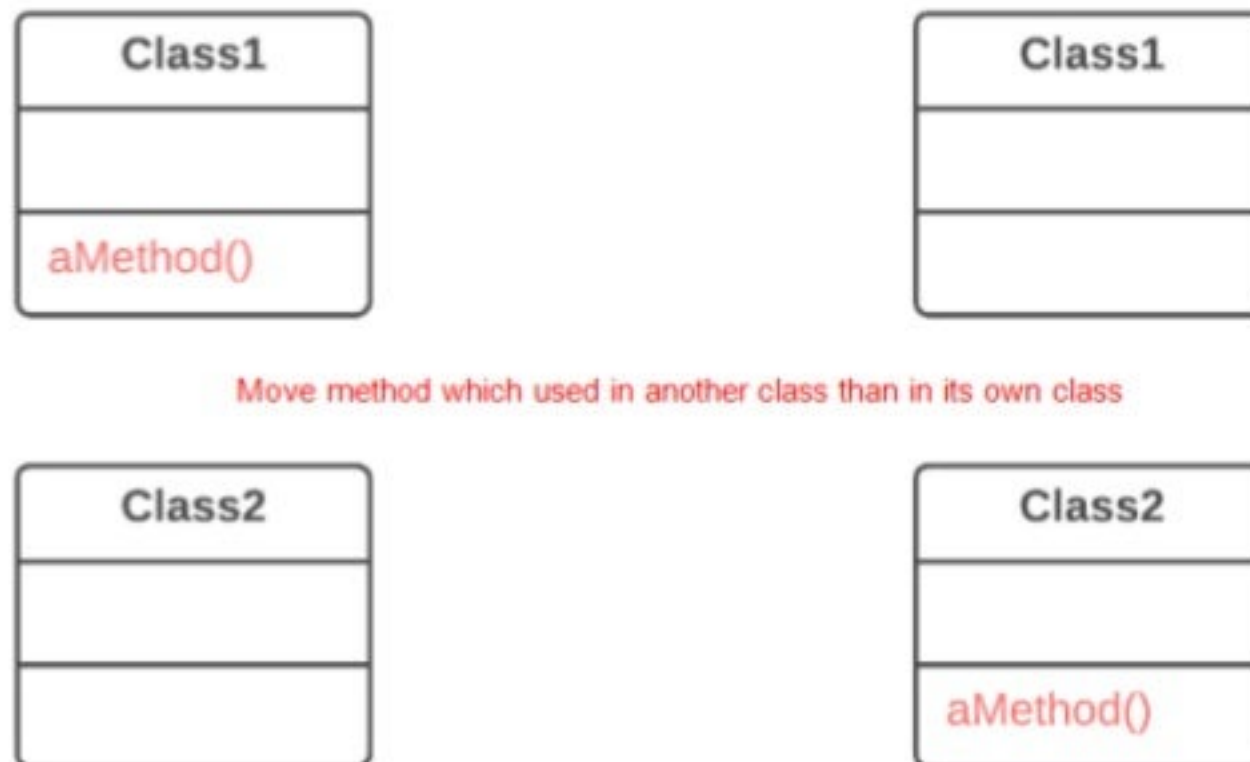 Class1
Class1
aMethod()
Move method which used in another class than in its own class
Class2
Class2
aMethod()